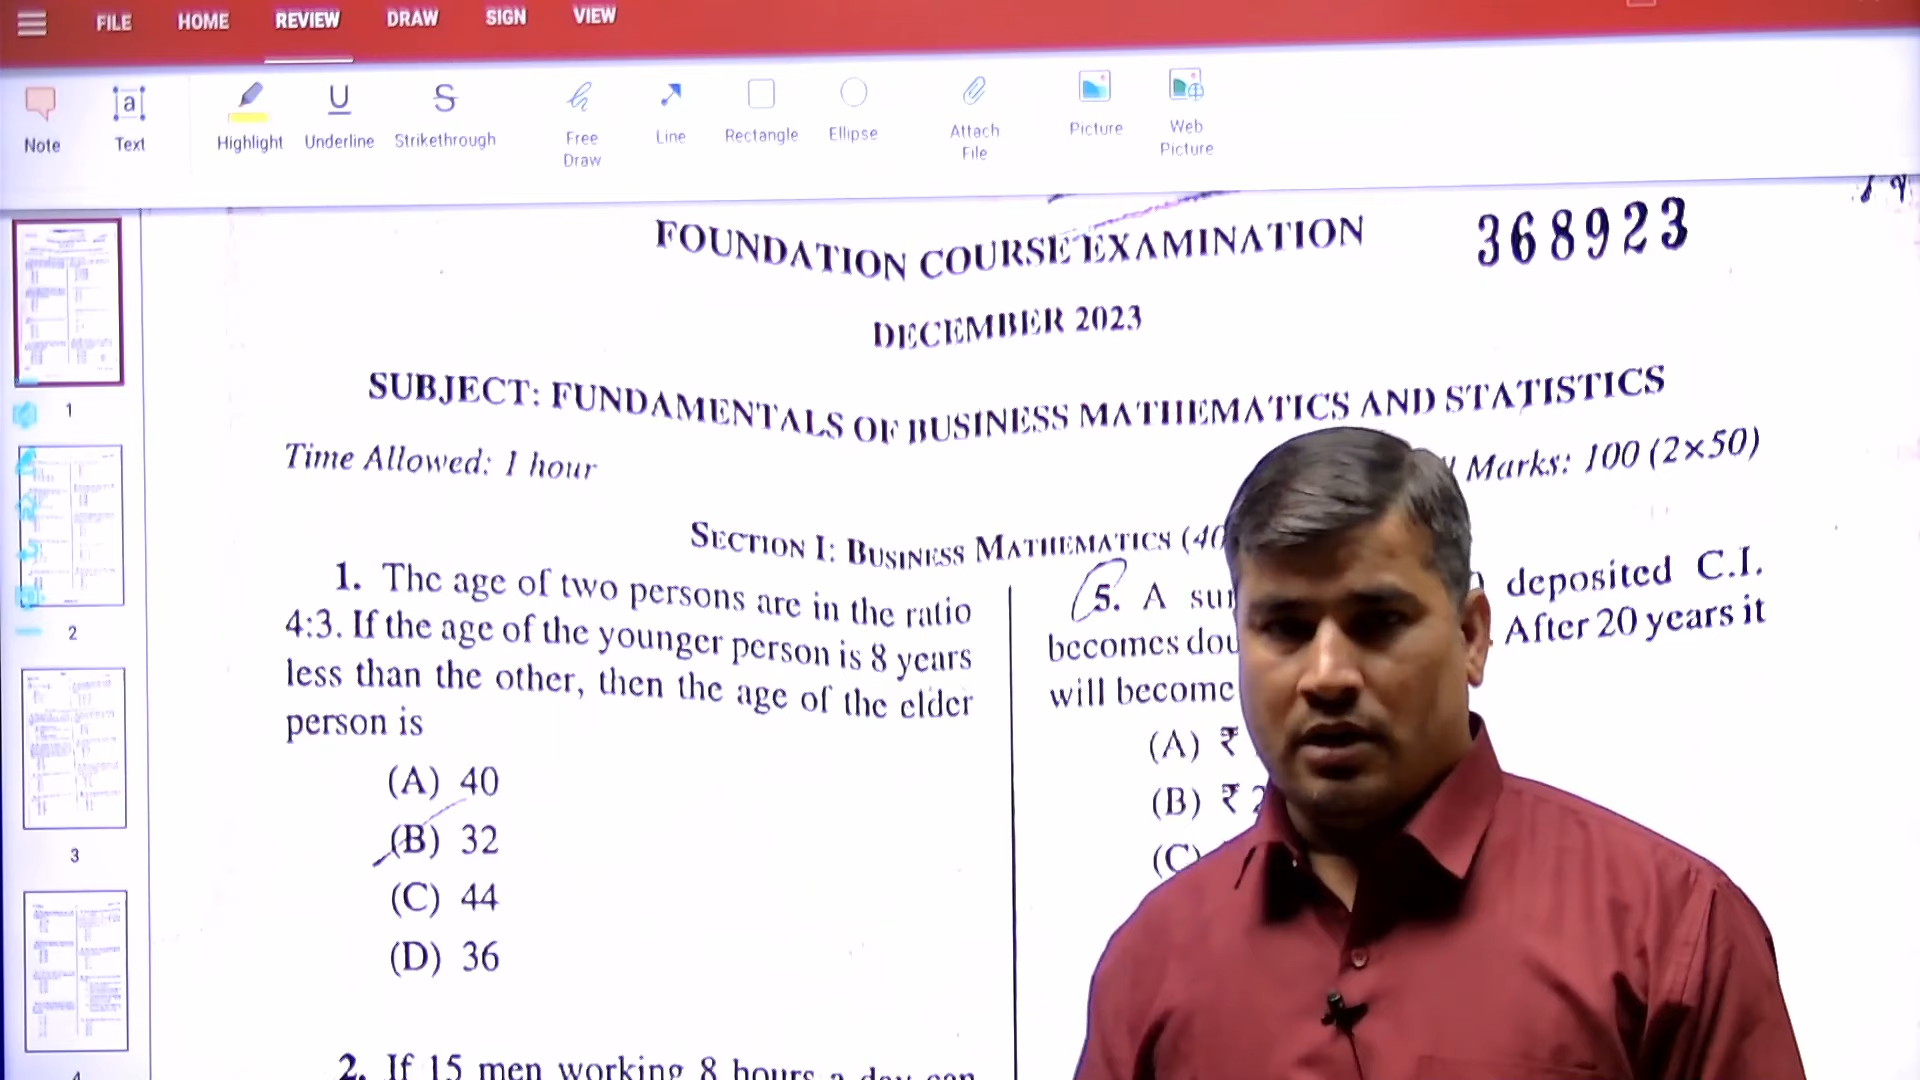 FILE HOME REVIEW DRAW SIGN VIEW
Note Text Highlight Underline Strikethrough Free Draw Line Rectangle Ellipse Attach File Picture Web Picture
FOUNDATION COURSE EXAMINATION
368923
DECEMBER 2023
SUBJECT: FUNDAMENTALS OF BUSINESS MATHEMATICS AND STATISTICS
Time Allowed: 1 hour
Marks: 100 (2×50)
SECTION I: BUSINESS MATHEMATICS (40
1. The age of two persons are in the ratio
4:3. If the age of the younger person is 8 years
less than the other, then the age of the elder
person is
(A) 40
(B) 32
(C) 44
(D) 36
2. If 15 men working 8 hours a day can
5. A deposited C.I.
becomes After 20 years it
will become
(A) ₹
(B) ₹ 2
(C)
1
2
3